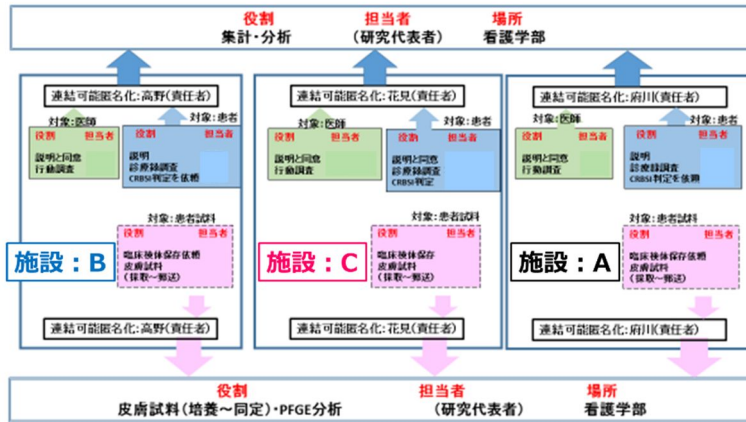 役割 担当者 場所
集計・分析 (研究代表者) 看護学部
連結可能匿名化:高野(責任者)
対象:医師
対象:患者
役割 担当者
説明と同意
行動調査
役割 担当者
説明
診療録調査
CRBSI判定を依頼
対象:患者試料
役割 担当者
臨床検体保存依頼
皮膚試料
(採取～郵送)
施設：B
連結可能匿名化:高野(責任者)
連結可能匿名化:花見(責任者)
対象:医師
対象:患者
役割 担当者
説明と同意
行動調査
役割 担当者
説明と同意
診療録調査
CRBSI判定
対象:患者試料
役割 担当者
臨床検体保存
皮膚試料
(採取～郵送)
施設：C
連結可能匿名化:花見(責任者)
連結可能匿名化:府川(責任者)
対象:医師
対象:患者
役割 担当者
説明と同意
行動調査
役割 担当者
説明
診療録調査
CRBSI判定を依頼
対象:患者試料
役割 担当者
臨床検体保存依頼
皮膚試料
(採取～郵送)
施設：A
連結可能匿名化:府川(責任者)
役割 担当者 場所
皮膚試料(培養～同定)・PFGE分析 (研究代表者) 看護学部